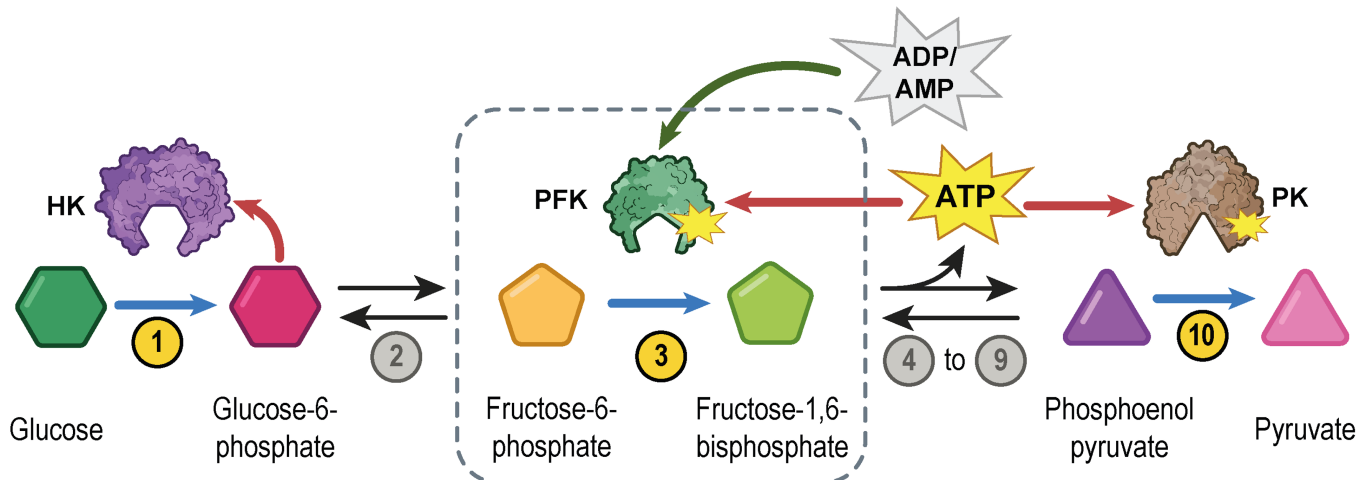 ADP/
AMP
HK
PFK
ATP
PK
1
2
3
4 to 9
10
Glucose
Glucose-6-
phosphate
Fructose-6-
phosphate
Fructose-1,6-
bisphosphate
Phosphoenol
pyruvate
Pyruvate